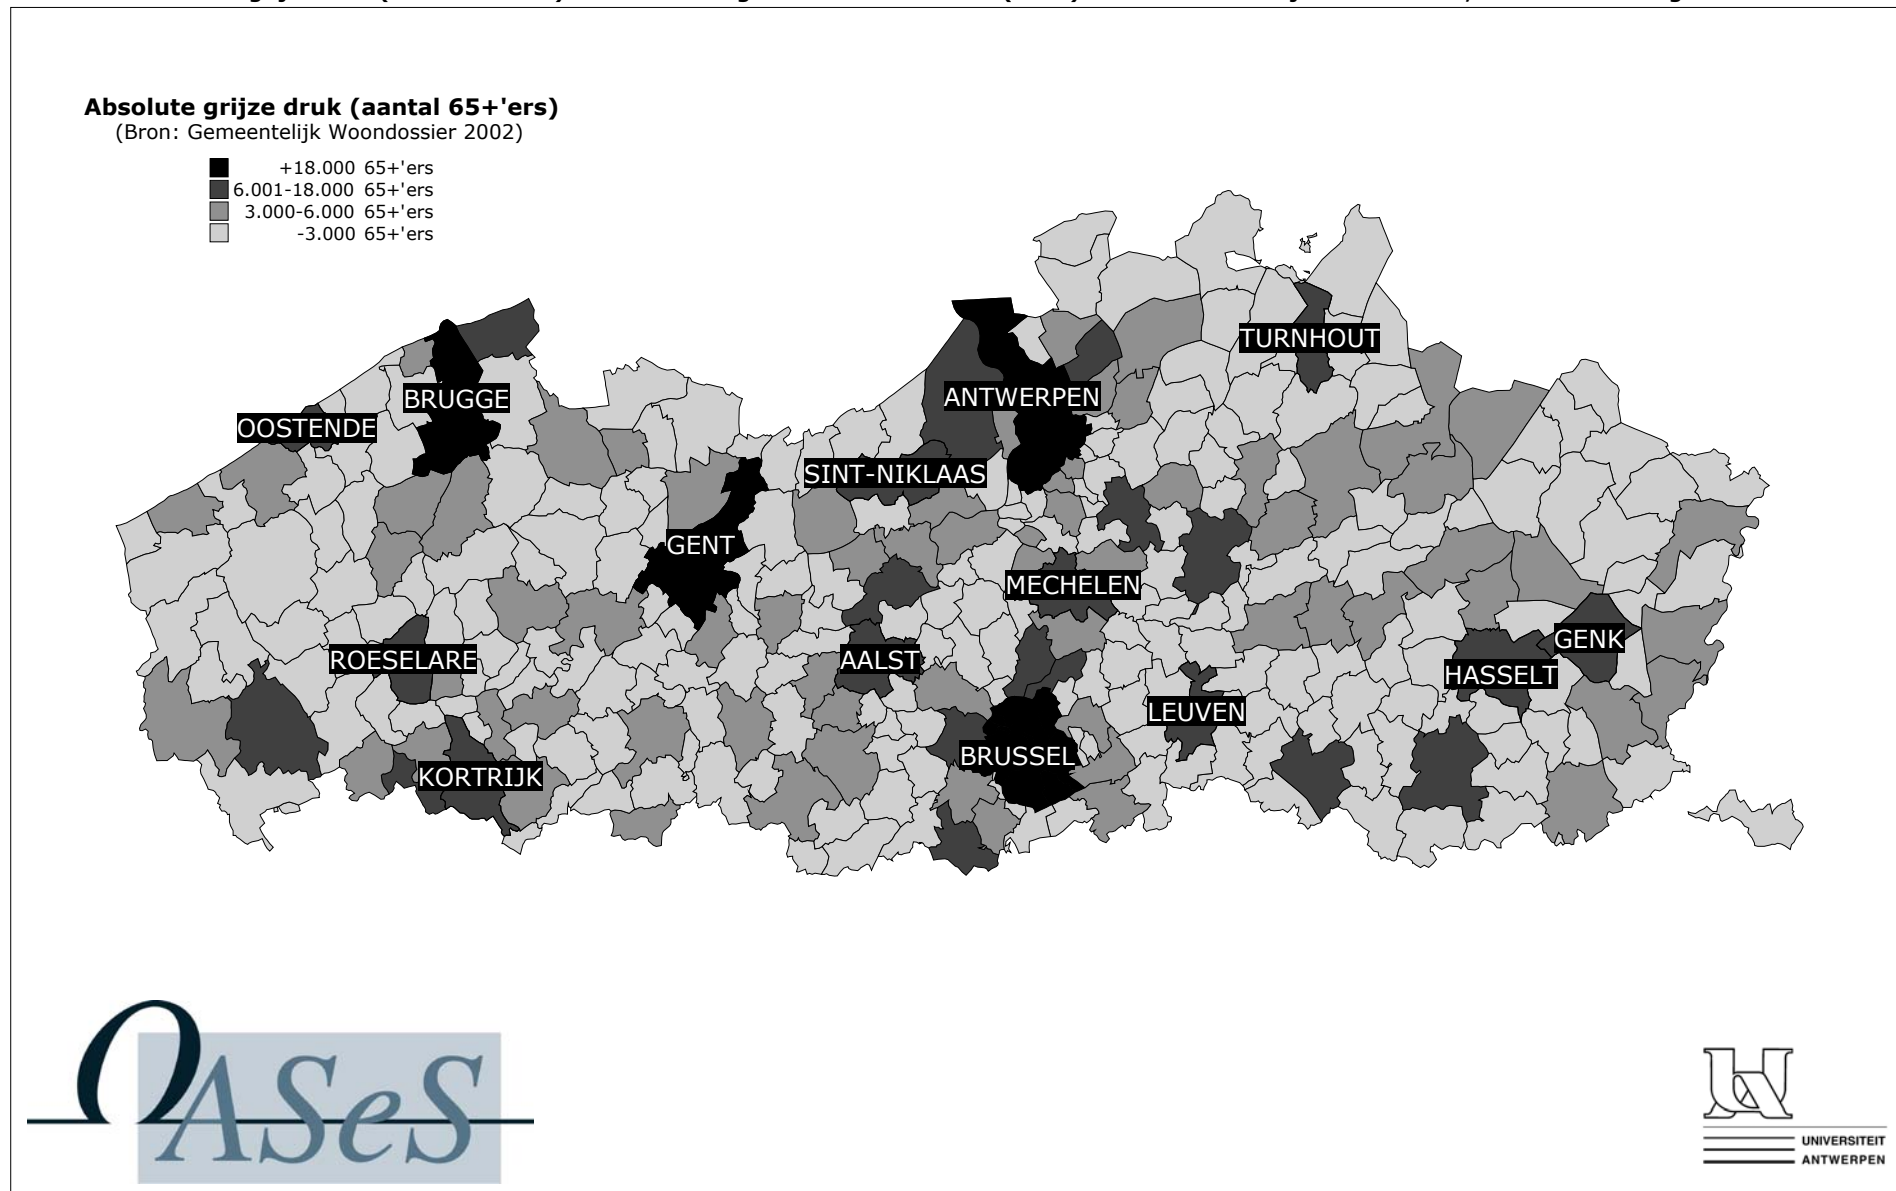 Absolute grijze druk (aantal 65+'ers)
(Bron: Gemeentelijk Woondossier 2002)
+18.000 65+'ers
6.001-18.000 65+'ers
3.000-6.000 65+'ers
-3.000 65+'ers
TURNHOUT
BRUGGE
ANTWERPEN
OOSTENDE
SINT-NIKLAAS
GENT
MECHELEN
GENK
ROESELARE
AALST
HASSELT
LEUVEN
BRUSSEL
KORTRIJK
OASeS
UA
UNIVERSITEIT
ANTWERPEN